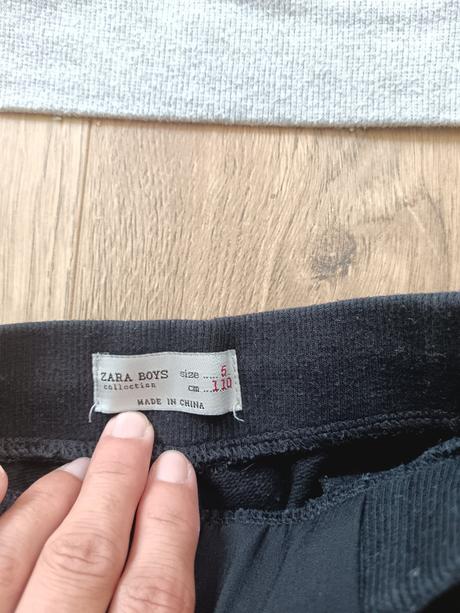 ZARA BOYS size ..... 5
collection cm ....110
MADE IN CHINA